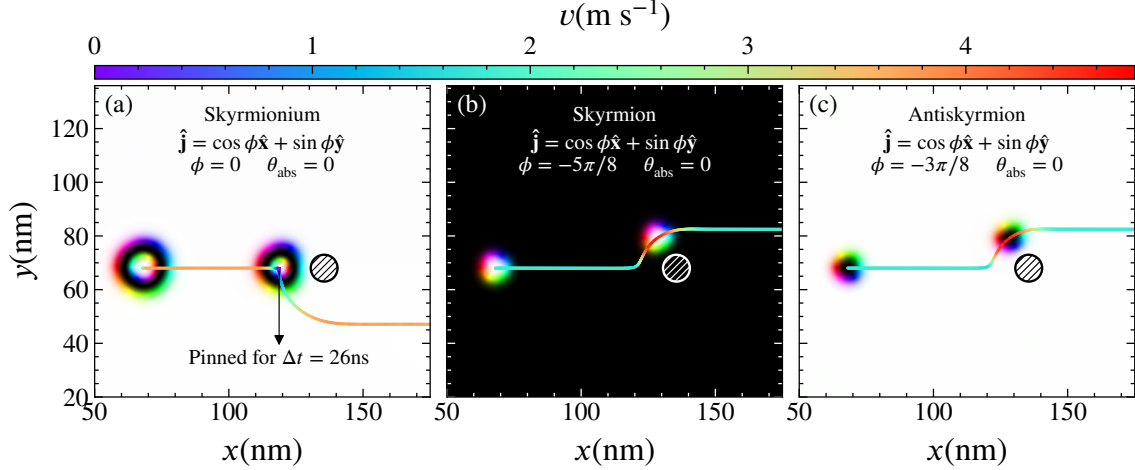 v(m s⁻¹)
0 1 2 3 4
(a) Skyrmionium
ĵ = cos ϕx̂ + sin ϕŷ
ϕ = 0 θabs = 0
Pinned for Δt = 26ns
(b) Skyrmion
ĵ = cos ϕx̂ + sin ϕŷ
ϕ = −5π/8 θabs = 0
(c) Antiskyrmion
ĵ = cos ϕx̂ + sin ϕŷ
ϕ = −3π/8 θabs = 0
y(nm)
120
100
80
60
40
20
50 100 150 50 100 150 50 100 150
x(nm) x(nm) x(nm)